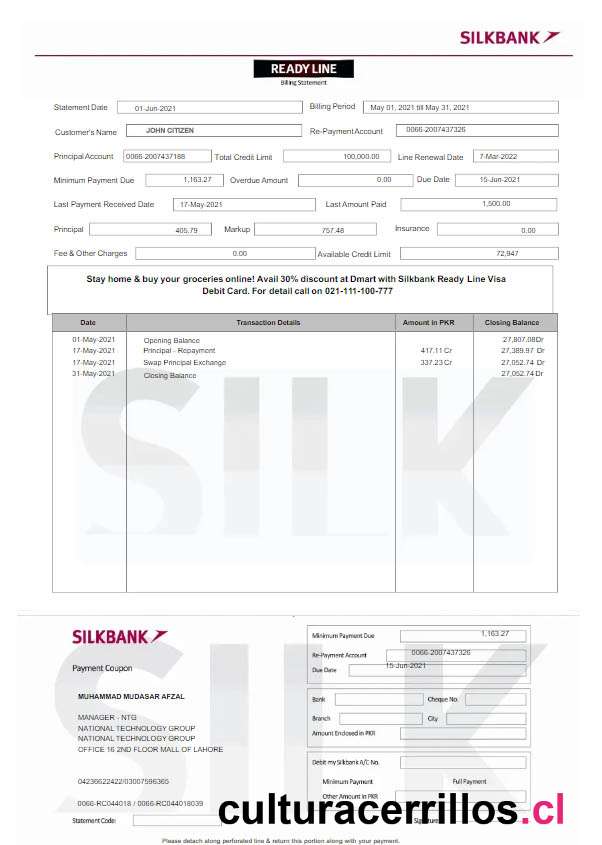 SILKBANK
READY LINE
Billing Statement
Statement Date 01-Jun-2021 Billing Period May 01, 2021 till May 31, 2021
Customer's Name JOHN CITIZEN Re-Payment Account 0066-2007437326
Principal Account 0066-2007437188 Total Credit Limit 100,000.00 Line Renewal Date 7-Mar-2022
Minimum Payment Due 1,163.27 Overdue Amount 0.00 Due Date 15-Jun-2021
Last Payment Received Date 17-May-2021 Last Amount Paid 1,500.00
Principal 405.79 Markup 757.48 Insurance 0.00
Fee & Other Charges 0.00 Available Credit Limit 72,947
Stay home & buy your groceries online! Avail 30% discount at Dmart with Silkbank Ready Line Visa
Debit Card. For detail call on 021-111-100-777
Date Transaction Details Amount in PKR Closing Balance
01-May-2021 Opening Balance 27,807.08 Dr
17-May-2021 Principal - Repayment 417.11 Cr 27,389.97 Dr
17-May-2021 Swap Principal Exchange 337.23 Cr 27,052.74 Dr
31-May-2021 Closing Balance 27,052.74 Dr
SILK
SILKBANK
Payment Coupon
MUHAMMAD MUDASAR AFZAL
MANAGER - NTG
NATIONAL TECHNOLOGY GROUP
NATIONAL TECHNOLOGY GROUP
OFFICE 16 2ND FLOOR MALL OF LAHORE
04236622422/03007596365
0066-RC044018 / 0066-RC044018039
Statement Code:
Minimum Payment Due 1,163.27
Re-Payment Account 0066-2007437326
Due Date 15-Jun-2021
Bank Cheque No.
Branch City
Amount Enclosed in PKR
Debit my Silkbank A/C No.
Minimum Payment Full Payment
Other Amount in PKR
Signature
SILK
culturacerrillos.cl
Please detach along perforated line & return this portion along with your payment.